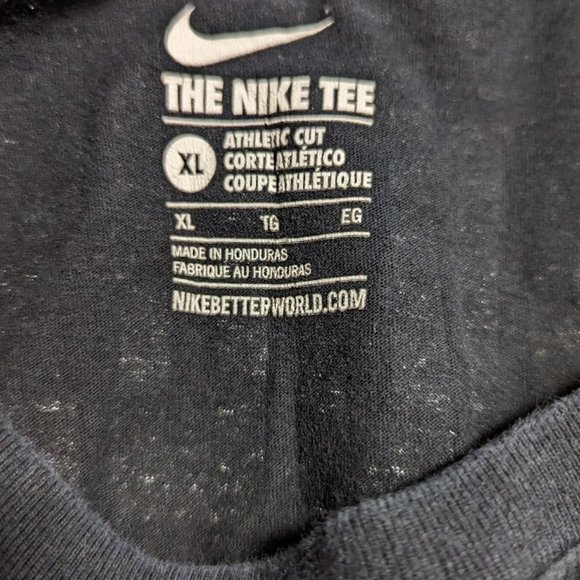 THE NIKE TEE
XL
ATHLETIC CUT
CORTE ATLÉTICO
COUPE ATHLÉTIQUE
XL TG EG
MADE IN HONDURAS
FABRIQUE AU HONDURAS
NIKEBETTERWORLD.COM